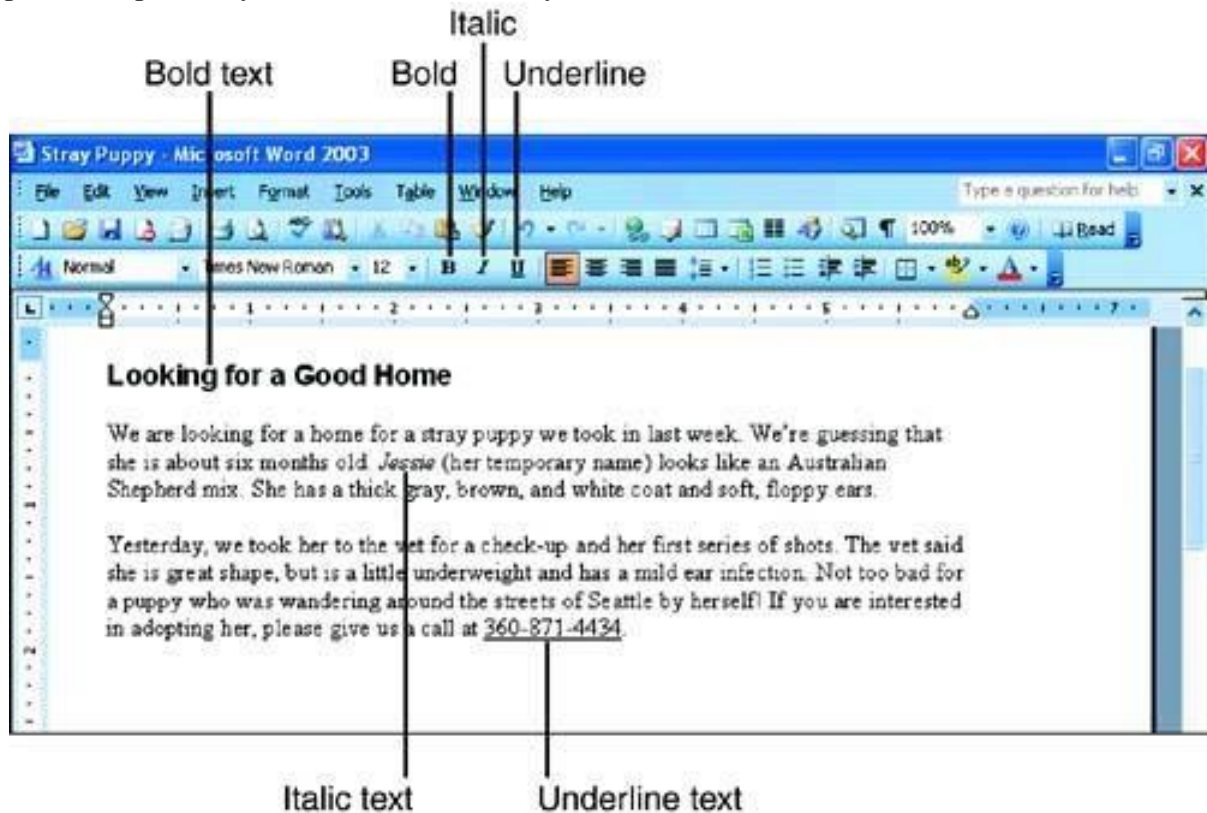 Italic
Bold text Bold Underline
Stray Puppy - Microsoft Word 2003
File Edit View Insert Format Tools Table Window Help Type a question for help
100% Read
Normal Times New Roman 12 B I U
1 2 3 4 5 7
Looking for a Good Home
We are looking for a home for a stray puppy we took in last week. We're guessing that
she is about six months old. Jessie (her temporary name) looks like an Australian
Shepherd mix. She has a thick gray, brown, and white coat and soft, floppy ears.
Yesterday, we took her to the vet for a check-up and her first series of shots. The vet said
she is great shape, but is a little underweight and has a mild ear infection. Not too bad for
a puppy who was wandering around the streets of Seattle by herself! If you are interested
in adopting her, please give us a call at 360-871-4434.
Italic text Underline text